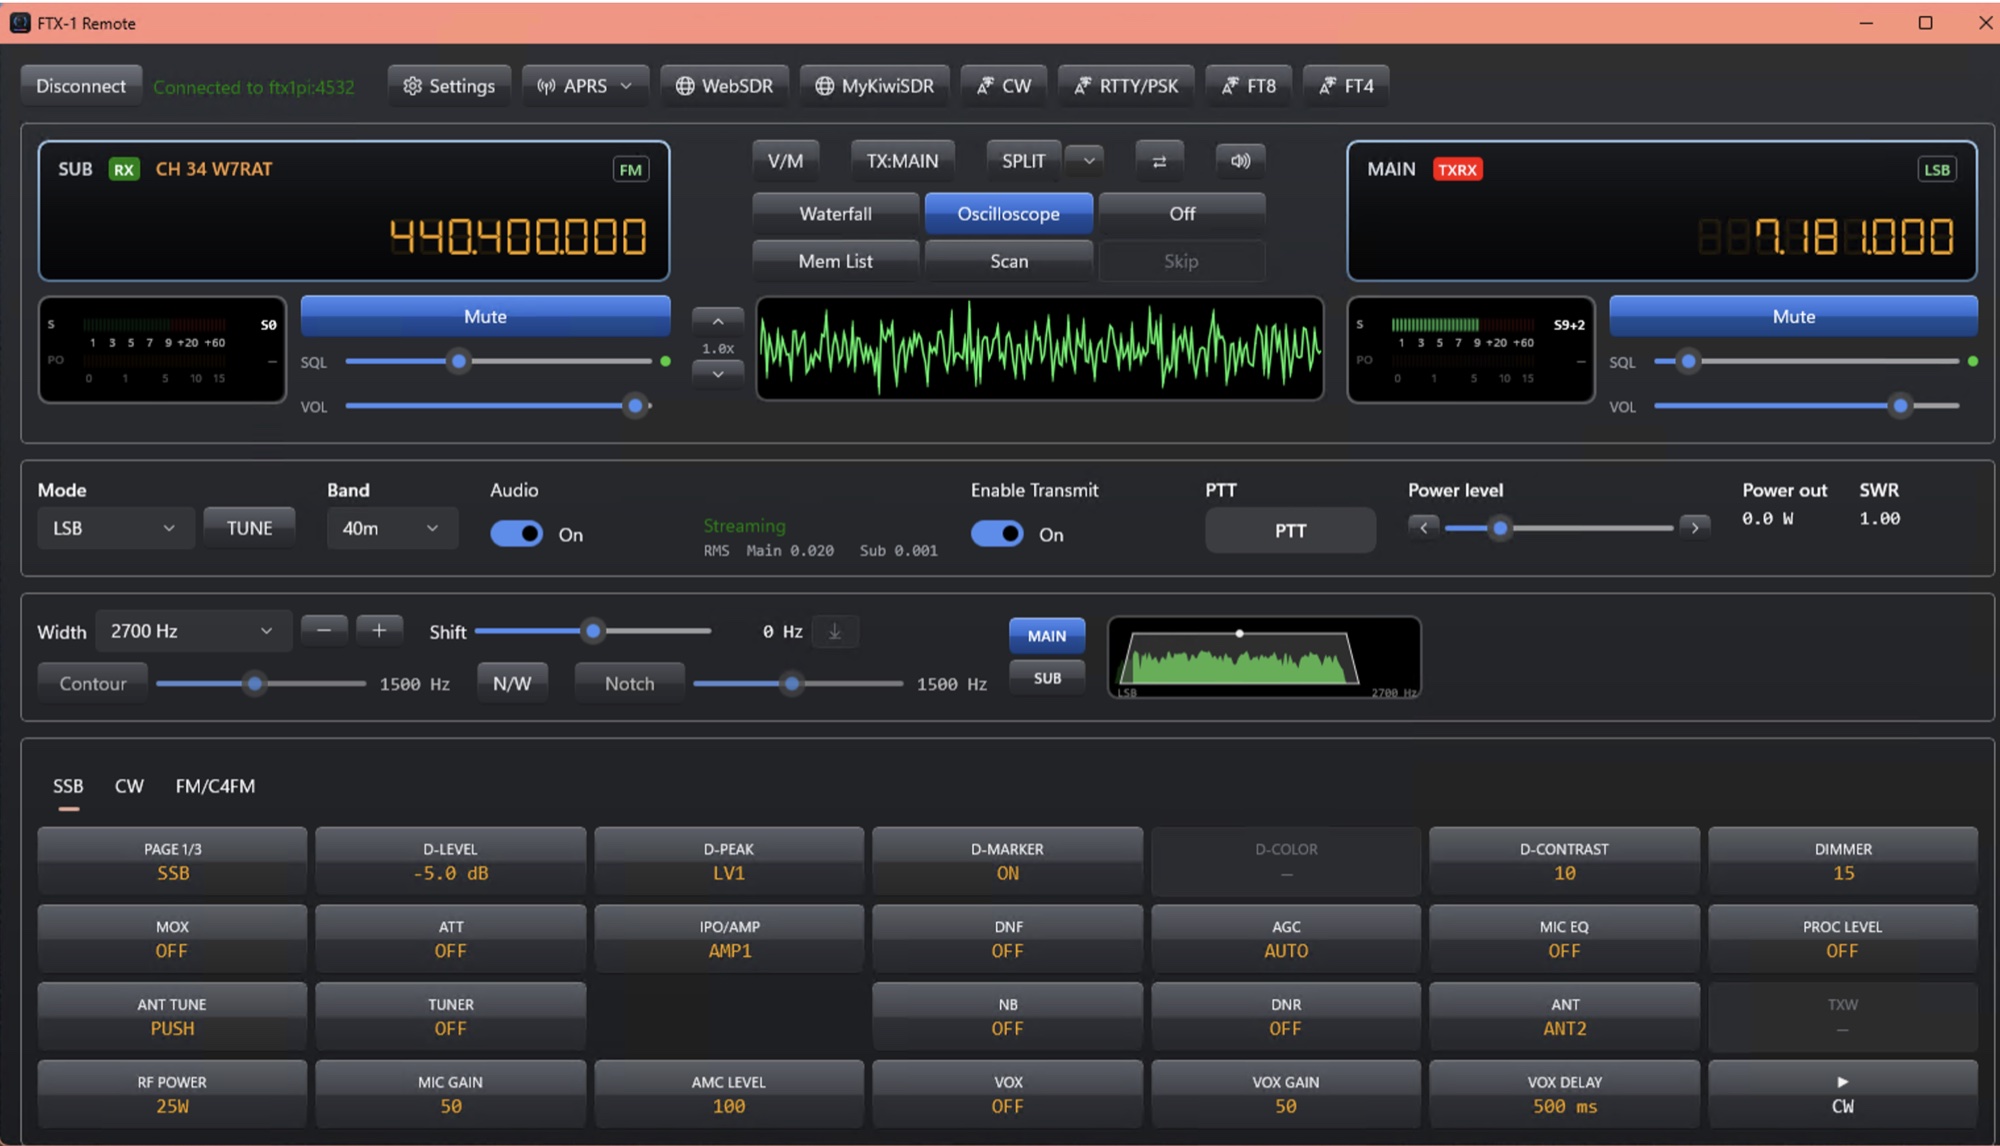 FTX-1 Remote
Disconnect Connected to ftx1pi:4532 Settings APRS WebSDR MyKiwiSDR CW RTTY/PSK FT8 FT4
SUB RX CH 34 W7RAT FM
440.400.000
V/M TX:MAIN SPLIT
Waterfall Oscilloscope Off
Mem List Scan Skip
MAIN TXRX LSB
7.181.000
S S0
1 3 5 7 9 +20 +60
PO –
0 1 5 10 15
Mute
SQL
VOL
1.0x
S S9+2
1 3 5 7 9 +20 +60
PO –
0 1 5 10 15
Mute
SQL
VOL
Mode Band Audio Enable Transmit PTT Power level Power out SWR
LSB TUNE 40m On Streaming On PTT 0.0 W 1.00
RMS Main 0.020 Sub 0.001
Width 2700 Hz − + Shift 0 Hz MAIN
Contour 1500 Hz N/W Notch 1500 Hz SUB
LSB 2700 Hz
SSB CW FM/C4FM
PAGE 1/3 D-LEVEL D-PEAK D-MARKER D-COLOR D-CONTRAST DIMMER
SSB -5.0 dB LV1 ON – 10 15
MOX ATT IPO/AMP DNF AGC MIC EQ PROC LEVEL
OFF OFF AMP1 OFF AUTO OFF OFF
ANT TUNE TUNER NB DNR ANT TXW
PUSH OFF OFF OFF ANT2 –
RF POWER MIC GAIN AMC LEVEL VOX VOX GAIN VOX DELAY ▶
25W 50 100 OFF 50 500 ms CW